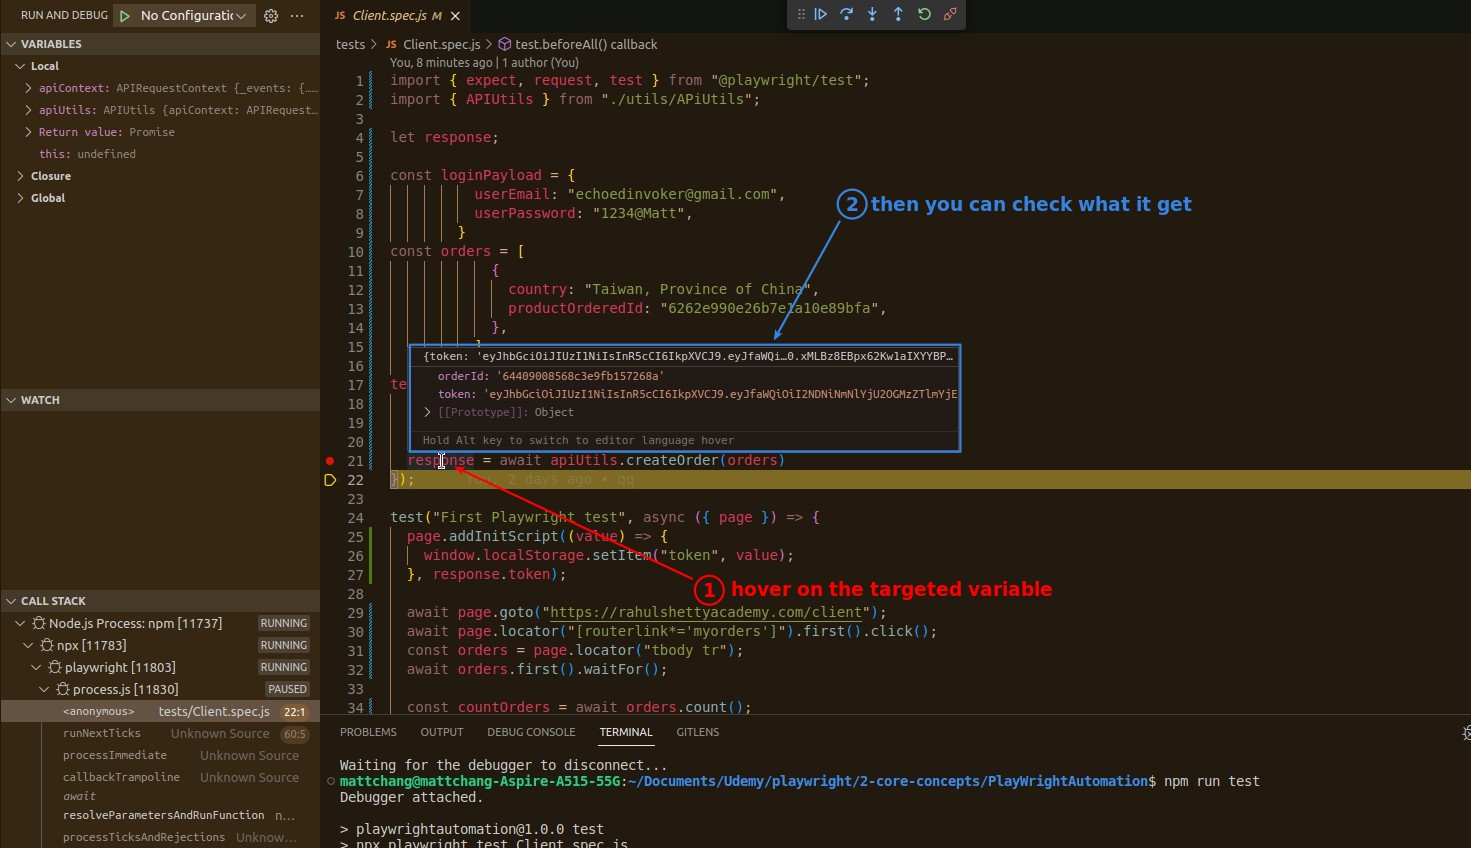 RUN AND DEBUG No Configuratic
JS Client.spec.js M
VARIABLES
Local
apiContext: APIRequestContext {_events: {……
apiUtils: APIUtils {apiContext: APIRequest…
Return value: Promise
this: undefined
Closure
Global
WATCH
CALL STACK
Node.js Process: npm [11737] RUNNING
npx [11783] RUNNING
playwright [11803] RUNNING
process.js [11830] PAUSED
<anonymous> tests/Client.spec.js 22:1
runNextTicks Unknown Source 60:5
processImmediate Unknown Source
callbackTrampoline Unknown Source
await
resolveParametersAndRunFunction n…
processTicksAndRejections Unknow…
tests > JS Client.spec.js > test.beforeAll() callback
You, 8 minutes ago | 1 author (You)
1 import { expect, request, test } from "@playwright/test";
2 import { APIUtils } from "./utils/APiUtils";
3
4 let response;
5
6 const loginPayload = {
7 userEmail: "echoedinvoker@gmail.com",
8 userPassword: "1234@Matt",
9 }
10 const orders = [
11 {
12 country: "Taiwan, Province of China",
13 productOrderedId: "6262e990e26b7e1a10e89bfa",
14 },
15
16
17 te
18
19
20
21 response = await apiUtils.createOrder(orders)
22 }); 2 days ago • qq
23
24 test("First Playwright test", async ({ page }) => {
25 page.addInitScript((value) => {
26 window.localStorage.setItem("token", value);
27 }, response.token);
28
29 await page.goto("https://rahulshettyacademy.com/client");
30 await page.locator("[routerlink*='myorders']").first().click();
31 const orders = page.locator("tbody tr");
32 await orders.first().waitFor();
33
34 const countOrders = await orders.count();
{token: 'eyJhbGciOiJIUzI1NiIsInR5cCI6IkpXVCJ9.eyJfaWQi…0.xMLBz8EBpx62Kw1aIXYYBP…
orderId: '64409008568c3e9fb157268a'
token: 'eyJhbGciOiJIUzI1NiIsInR5cCI6IkpXVCJ9.eyJfaWQiOiI2NDNiNmNlYjU2OGMzZTlmYjE
[[Prototype]]: Object
Hold Alt key to switch to editor language hover
2 then you can check what it get
1 hover on the targeted variable
PROBLEMS OUTPUT DEBUG CONSOLE TERMINAL GITLENS
Waiting for the debugger to disconnect...
mattchang@mattchang-Aspire-A515-55G:~/Documents/Udemy/playwright/2-core-concepts/PlayWrightAutomation$ npm run test
Debugger attached.
> playwrightautomation@1.0.0 test
> npx playwright test Client.spec.js